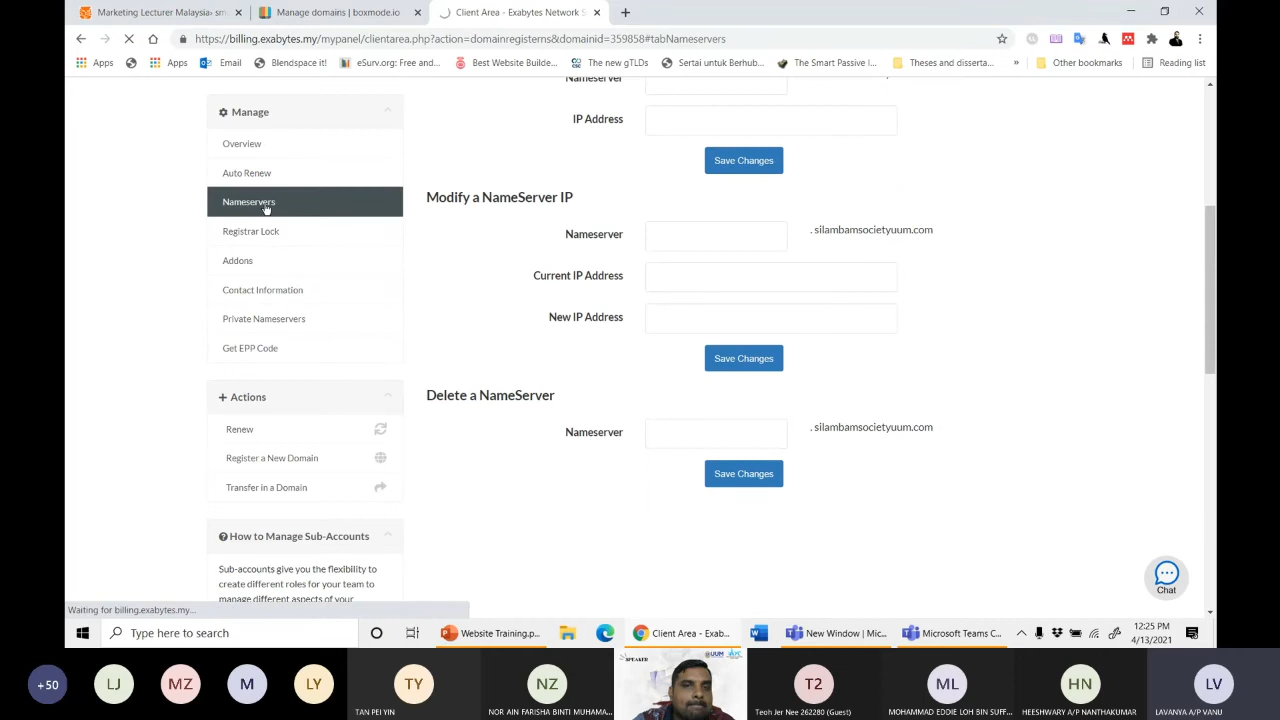 Marketing Lecturer Malaysia> sm
Manage domains | boxmode.io
Client Area - Exabytes Network S
https://billing.exabytes.my/mypanel/clientarea.php?action=domainregisterns&domainid=359858#tabNameservers
Apps
Apps
Email
Blendspace it!
eSurv.org: Free and...
Best Website Builde...
The new gTLDs
Sertai untuk Berhub...
The Smart Passive I...
Theses and disserta...
»
Other bookmarks
Reading list
Manage
Overview
Auto Renew
Nameservers
Registrar Lock
Addons
Contact Information
Private Nameservers
Get EPP Code
Actions
Renew
Register a New Domain
Transfer in a Domain
How to Manage Sub-Accounts
Sub-accounts give you the flexibility to
create different roles for your team to
manage different aspects of your
Nameserver
IP Address
Save Changes
Modify a NameServer IP
Nameserver
. silambamsocietyuum.com
Current IP Address
New IP Address
Save Changes
Delete a NameServer
Nameserver
. silambamsocietyuum.com
Save Changes
Chat
Waiting for billing.exabytes.my...
Type here to search
Website Training.p...
Client Area - Exab...
New Window | Mic...
Microsoft Teams C...
12:25 PM
4/13/2021
+50
LJ
MZ
M
LY
TY
TAN PEI YIN
NZ
NOR AIN FARISHA BINTI MUHAMA...
SPEAKER
UUM
T2
Teoh Jer Nee 262280 (Guest)
ML
MOHAMMAD EDDIE LOH BIN SUFF...
HN
HEESHWARY A/P NANTHAKUMAR
LV
LAVANYA A/P VANU